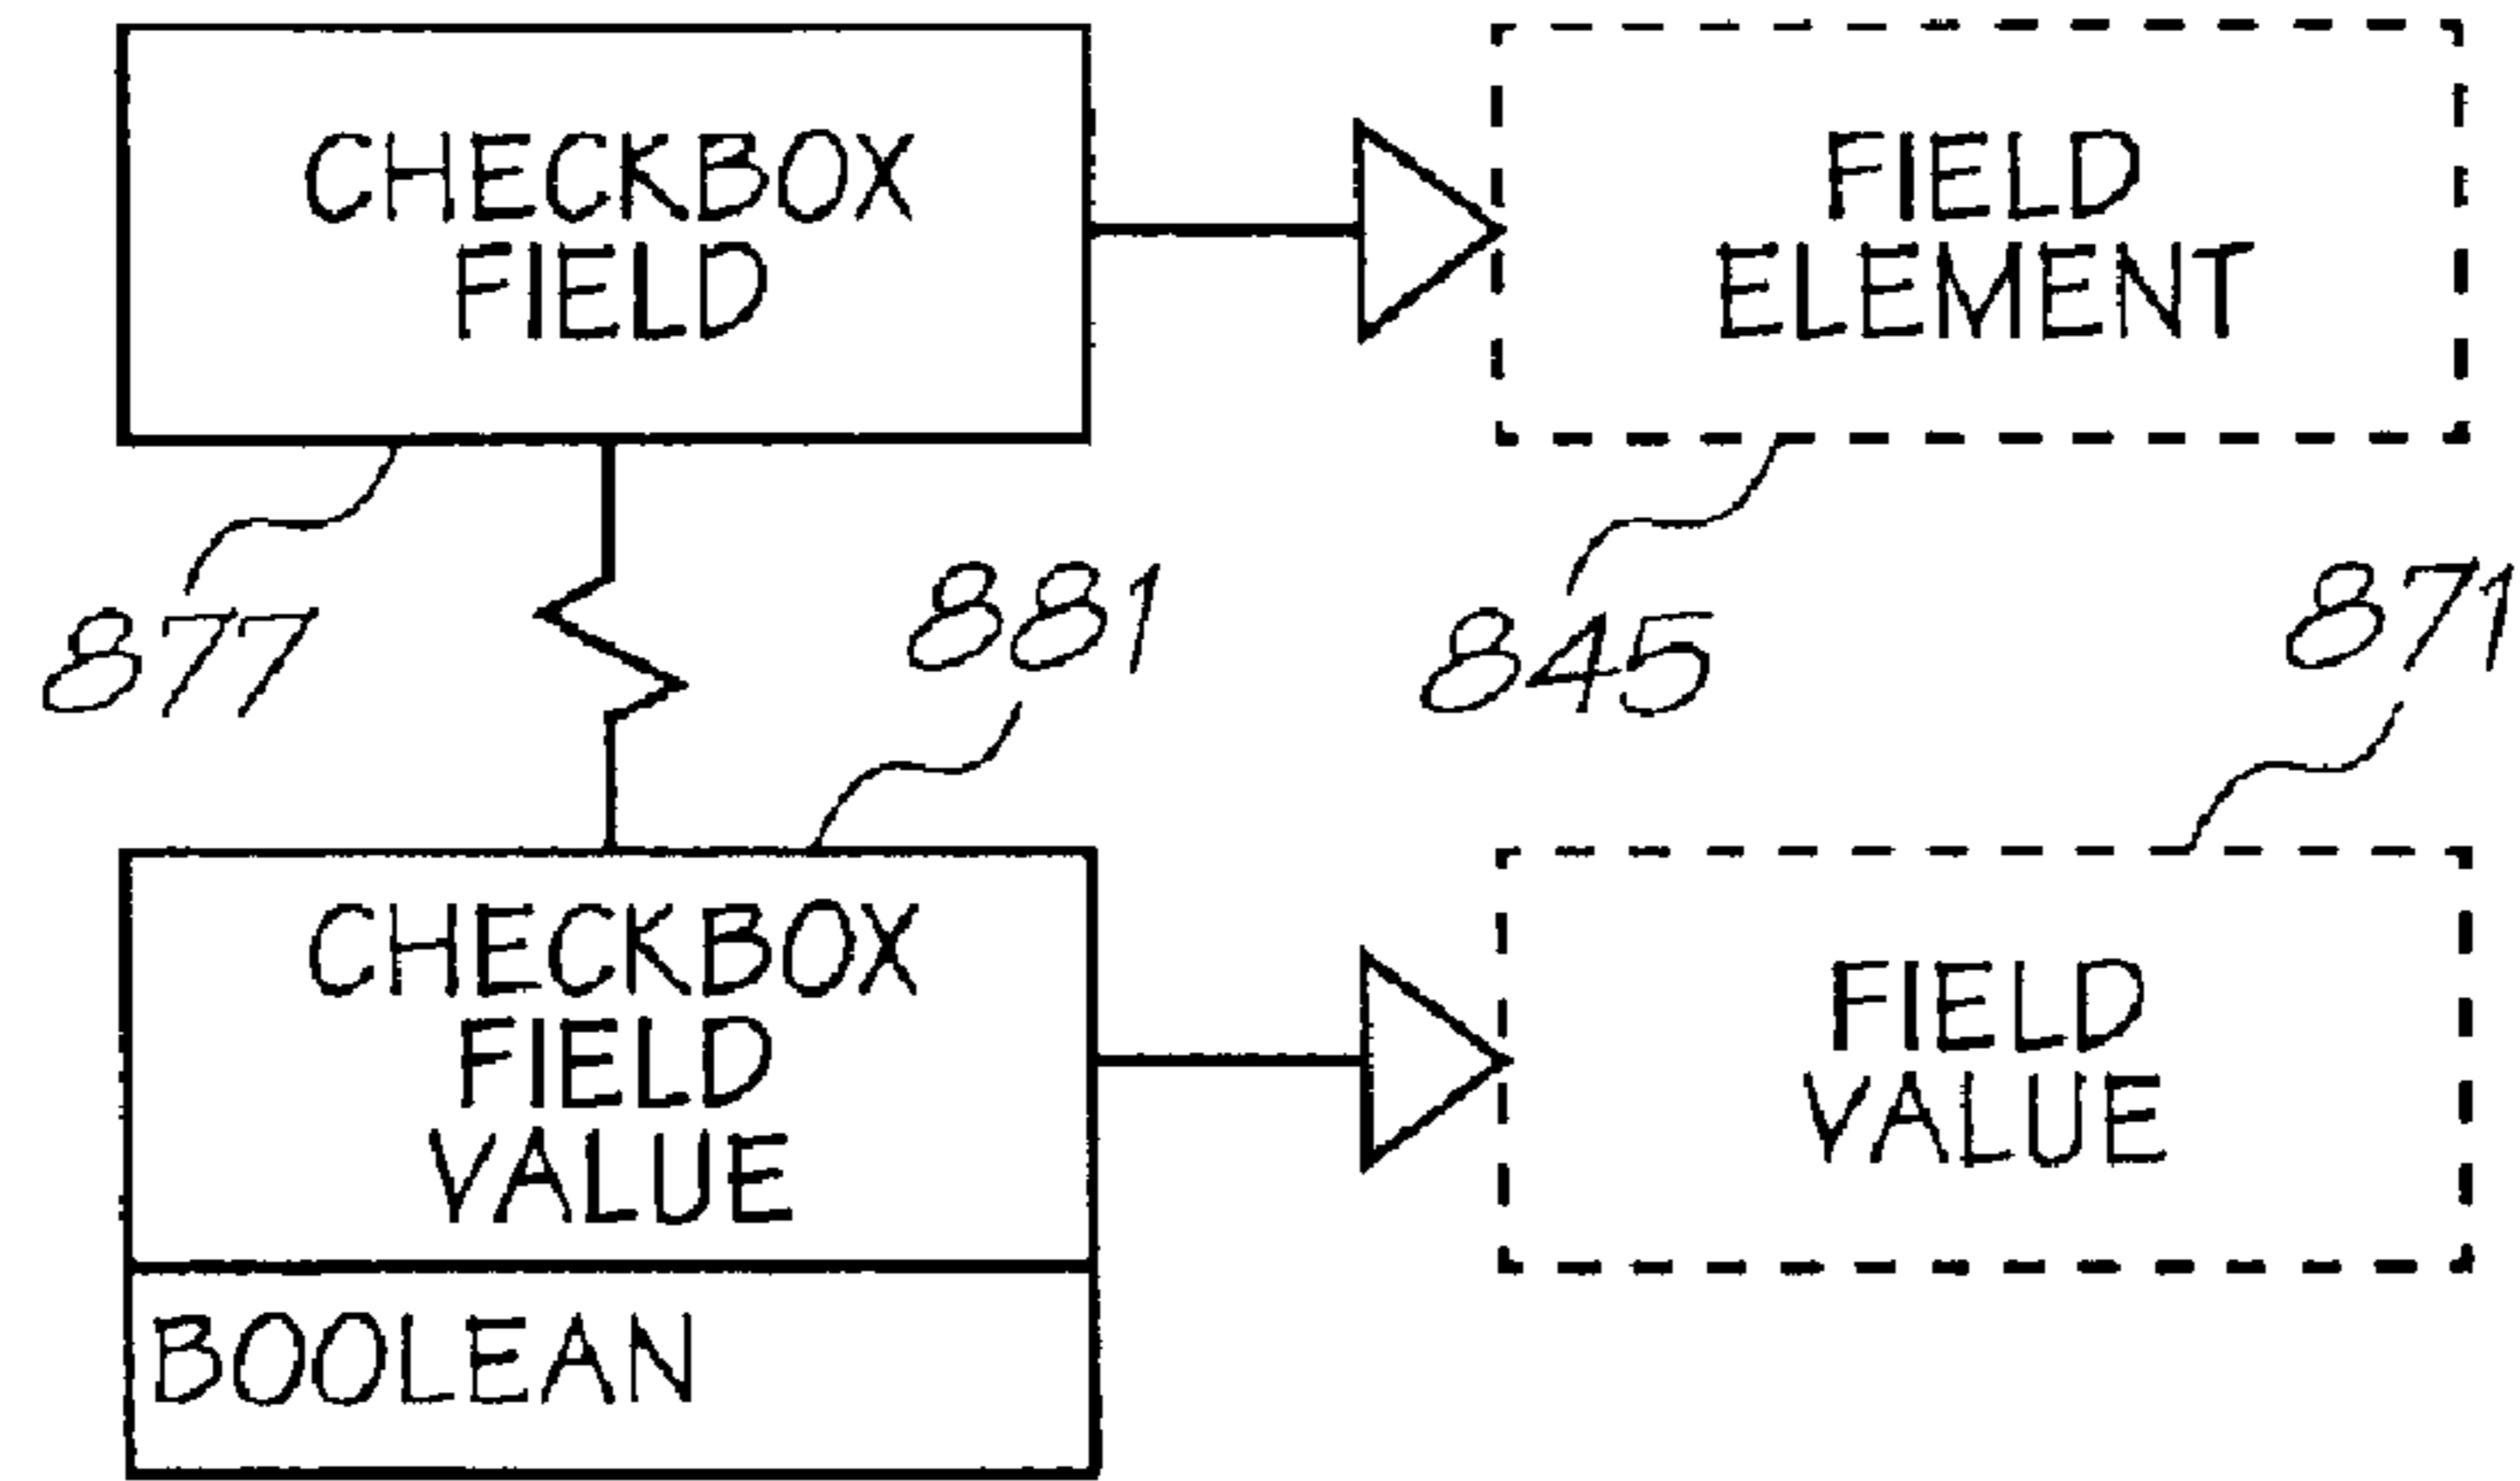 CHECKBOX
FIELD
FIELD
ELEMENT
877
881
845
871
CHECKBOX
FIELD
VALUE
FIELD
VALUE
BOOLEAN